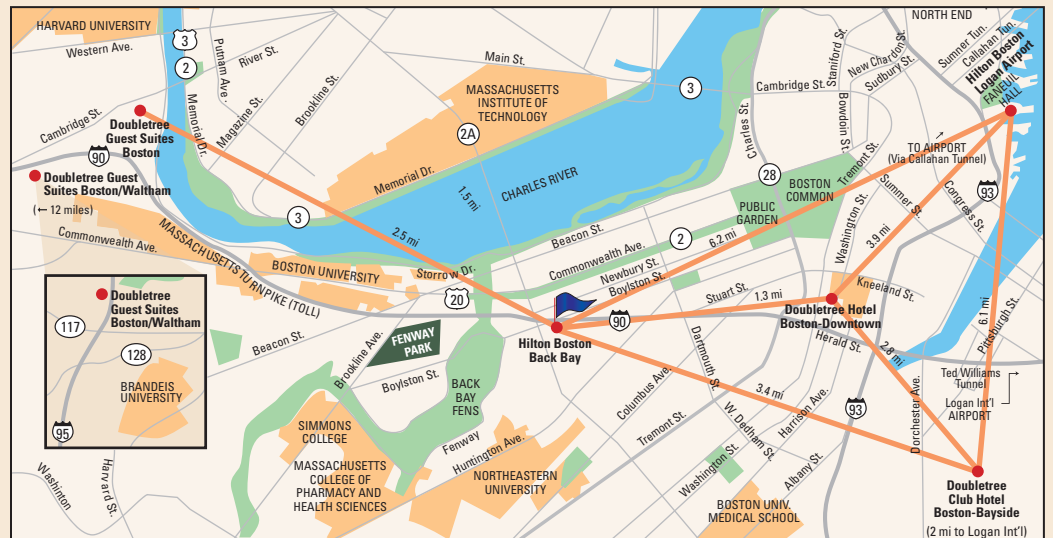 HARVARD UNIVERSITY
Western Ave.
3
2
Putnam Ave.
River St.
Magazine St.
Brookline St.
Memorial Dr.
Cambridge St.
Doubletree
Guest Suites
Boston
90
Doubletree Guest
Suites Boston/Waltham
(← 12 miles)
Commonwealth Ave.
MASSACHUSETTS TURNPIKE (TOLL)
Main St.
MASSACHUSETTS
INSTITUTE OF
TECHNOLOGY
2A
3
Memorial Dr.
1.5 mi
CHARLES RIVER
3
2.5 mi
BOSTON UNIVERSITY
Storrow Dr.
20
Beacon St.
Commonwealth Ave.
2
Newbury St.
Boylston St.
6.2 mi
Cambridge St.
Charles St.
28
PUBLIC
GARDEN
BOSTON
COMMON
Staniford St.
Bowdoin St.
New Chardon St.
Sudbury St.
Tremont St.
NORTH END
Sumner Tun.
Callahan Tun.
Hilton Boston
Logan Airport
FANEUIL
HALL
TO AIRPORT
(Via Callahan Tunnel)
93
Congress St.
Summer St.
Washington St.
3.9 mi
6.1 mi
Stuart St.
1.3 mi
Kneeland St.
Doubletree Hotel
Boston-Downtown
Herald St.
2.8 mi
Pittsburgh St.
Ted Williams
Tunnel
Logan Int'l
AIRPORT
90
Hilton Boston
Back Bay
Dartmouth St.
Columbus Ave.
3.4 mi
Tremont St.
W. Dedham St.
Harrison Ave.
Washington St.
Albany St.
93
Dorchester Ave.
Doubletree
Club Hotel
Boston-Bayside
(2 mi to Logan Int'l)
BOSTON UNIV.
MEDICAL SCHOOL
Beacon St.
Brookline Ave.
FENWAY
PARK
Boylston St.
BACK
BAY
FENS
Fenway
Huntington Ave.
SIMMONS
COLLEGE
MASSACHUSETTS
COLLEGE OF
PHARMACY AND
HEALTH SCIENCES
NORTHEASTERN
UNIVERSITY
Doubletree
Guest Suites
Boston/Waltham
117
128
BRANDEIS
UNIVERSITY
95
Washinton
Harvard St.